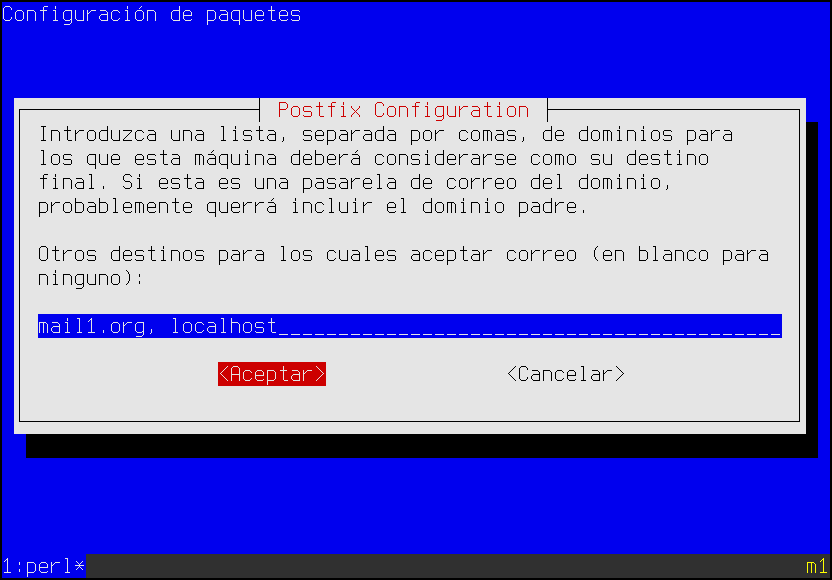 Configuración de paquetes
Postfix Configuration
Introduzca una lista, separada por comas, de dominios para
los que esta máquina deberá considerarse como su destino
final. Si esta es una pasarela de correo del dominio,
probablemente querrá incluir el dominio padre.
Otros destinos para los cuales aceptar correo (en blanco para
ninguno):
mail1.org, localhost__________________________________________
<Aceptar> <Cancelar>
1:perl* m1